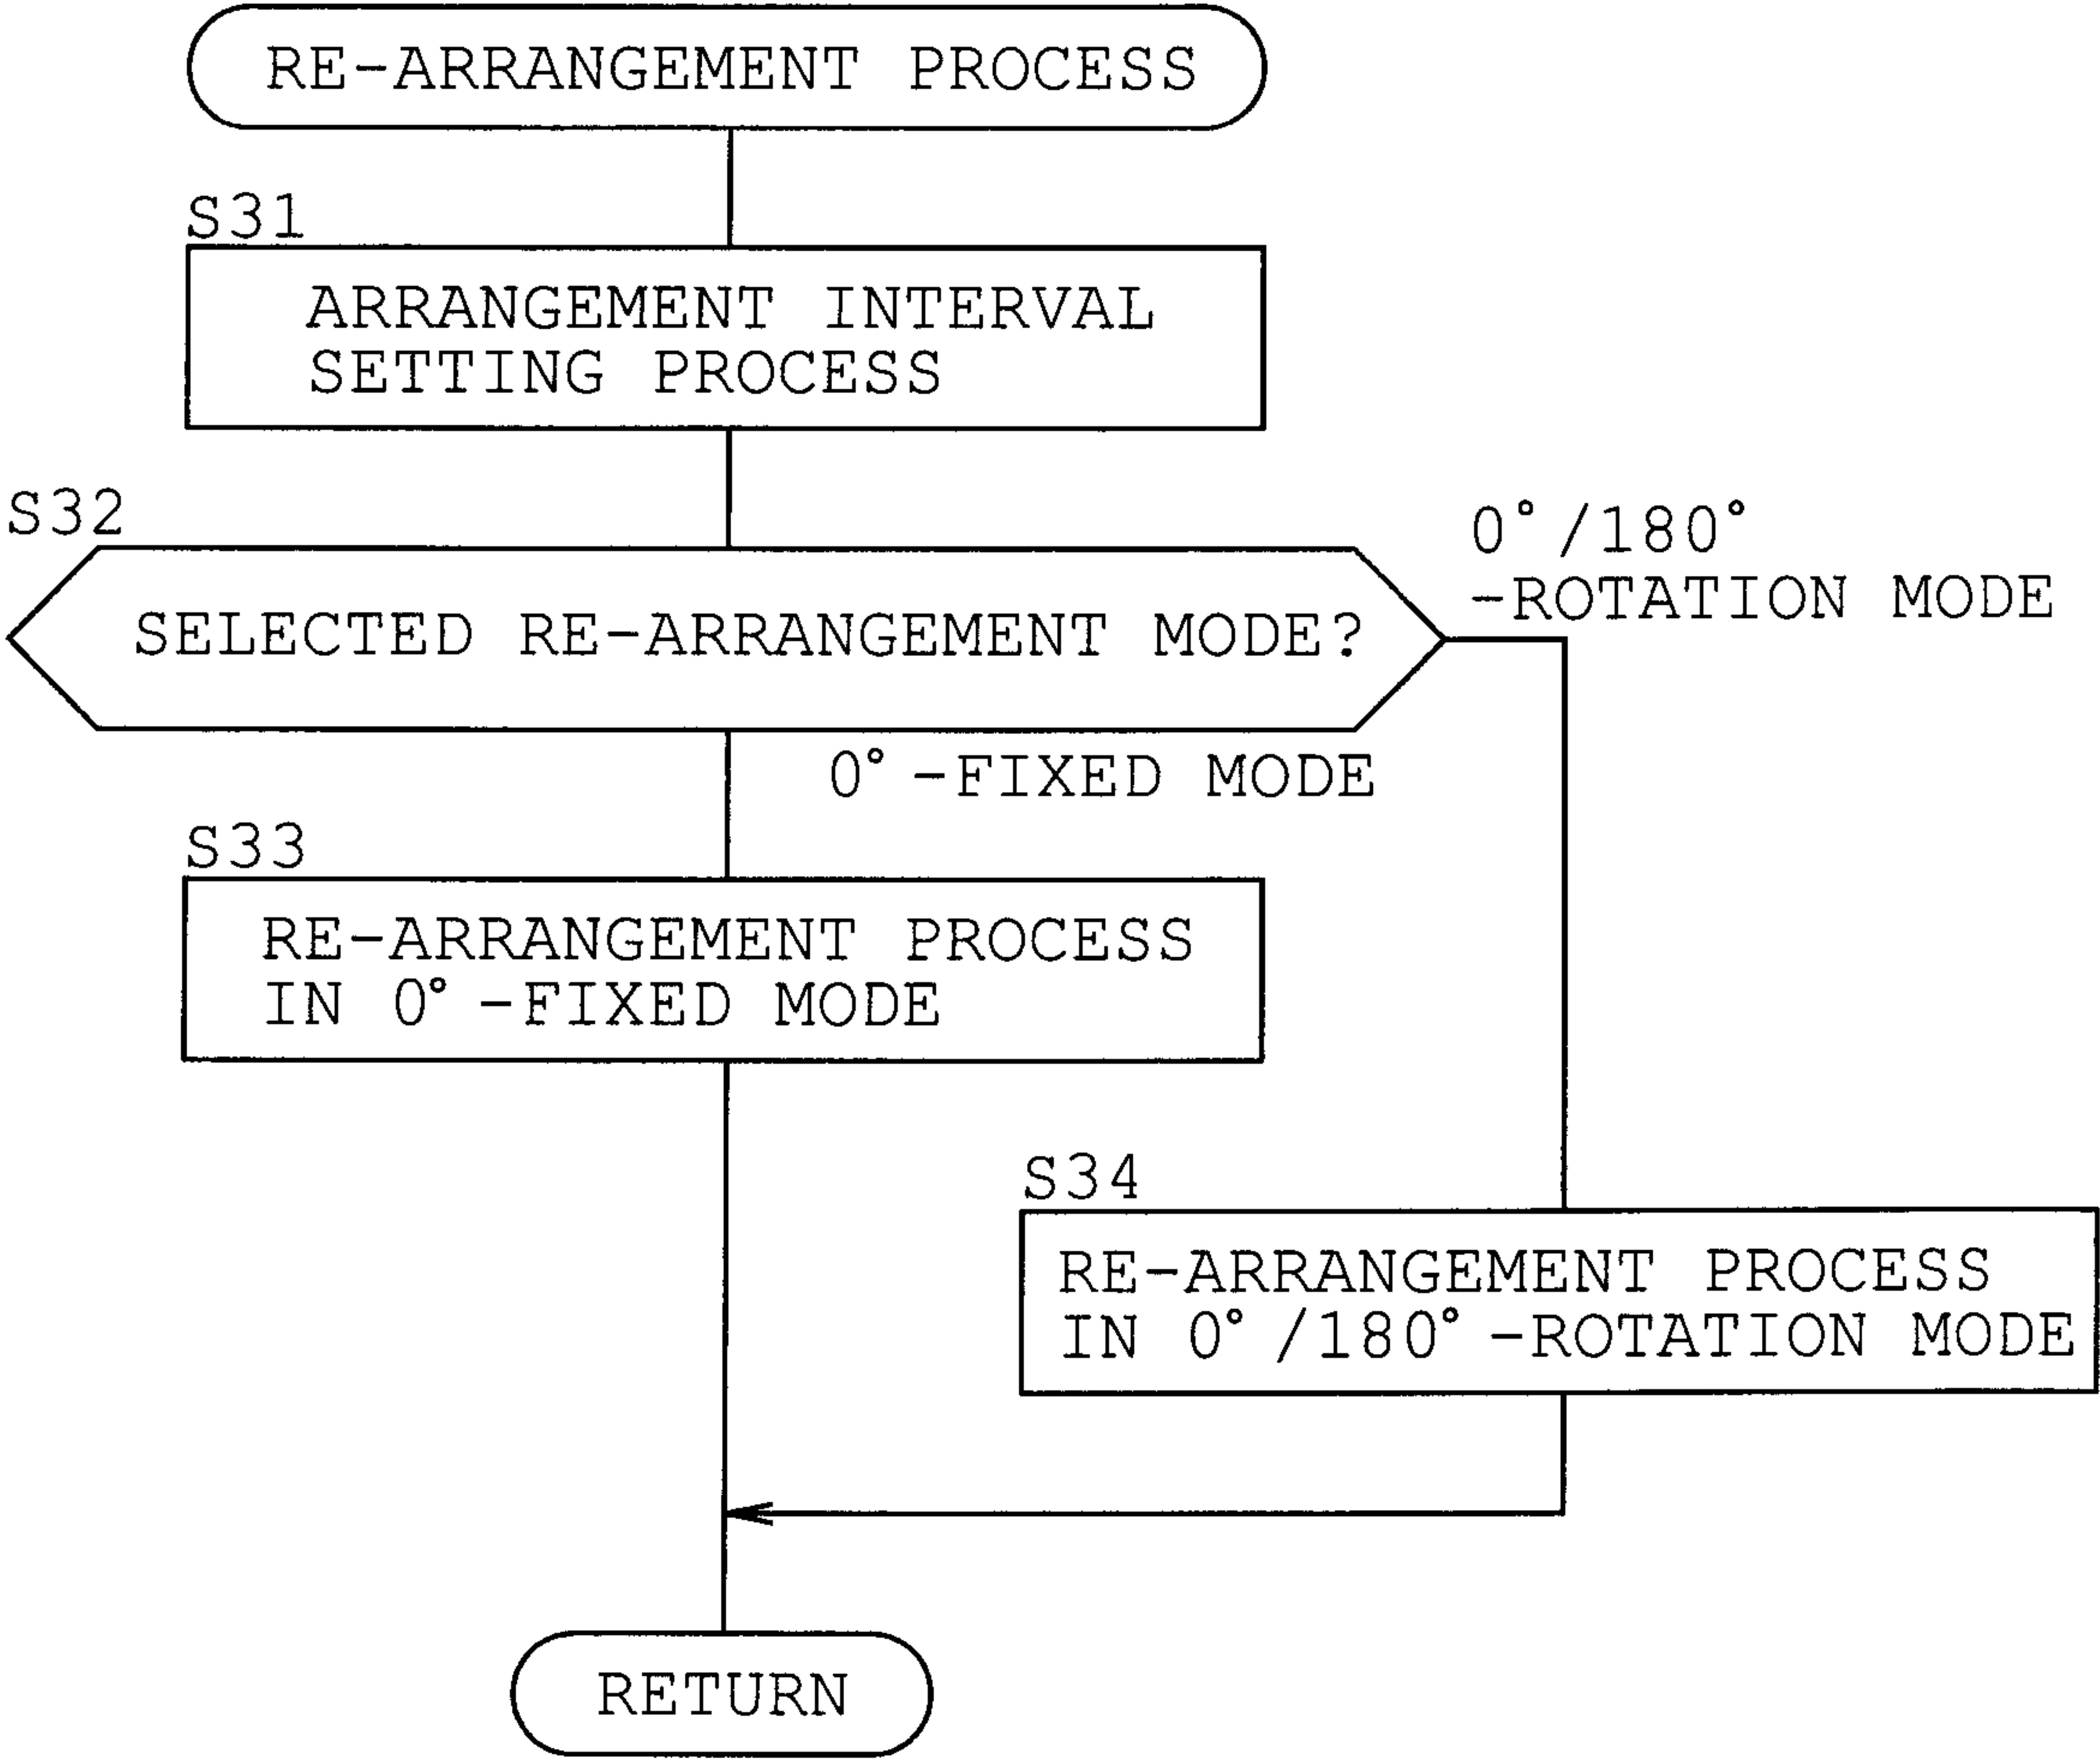 RE-ARRANGEMENT PROCESS
S31
ARRANGEMENT INTERVAL
SETTING PROCESS
S32
0°/180°
-ROTATION MODE
SELECTED RE-ARRANGEMENT MODE?
0°-FIXED MODE
S33
RE-ARRANGEMENT PROCESS
IN 0°-FIXED MODE
S34
RE-ARRANGEMENT PROCESS
IN 0°/180°-ROTATION MODE
RETURN